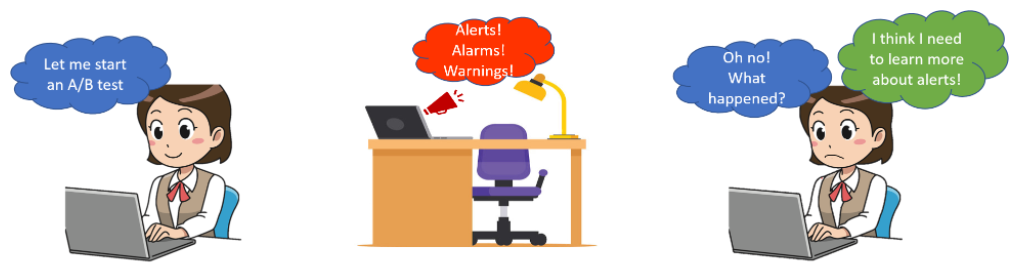 Let me start
an A/B test
Alerts!
Alarms!
Warnings!
Oh no!
What
happened?
I think I need
to learn more
about alerts!